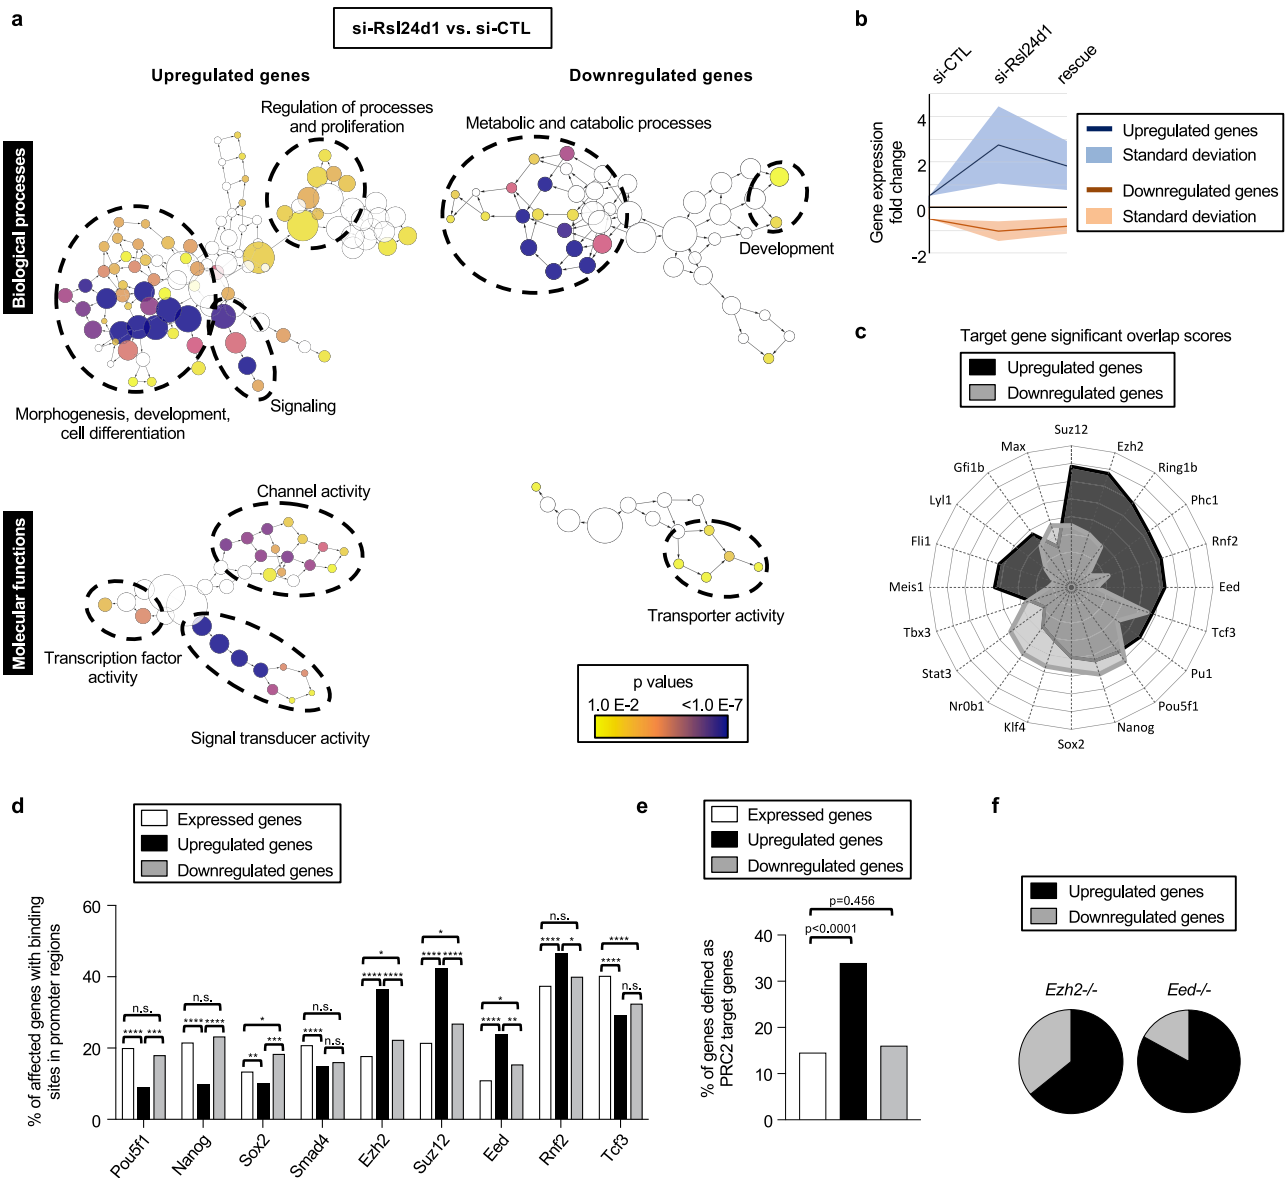 a
si-Rsl24d1 vs. si-CTL
Upregulated genes
Downregulated genes
Biological processes
Regulation of processes
and proliferation
Metabolic and catabolic processes
Development
Signaling
Morphogenesis, development,
cell differentiation
Molecular functions
Channel activity
Transcription factor
activity
Signal transducer activity
Transporter activity
p values
1.0 E-2
<1.0 E-7
b
si-CTL
si-Rsl24d1
rescue
Gene expression
fold change
4
2
0
-2
Upregulated genes
Standard deviation
Downregulated genes
Standard deviation
c
Target gene significant overlap scores
Upregulated genes
Downregulated genes
Suz12
Ezh2
Ring1b
Phc1
Rnf2
Eed
Tcf3
Pu1
Pou5f1
Nanog
Sox2
Klf4
Nr0b1
Stat3
Tbx3
Meis1
Fli1
Lyl1
Gfi1b
Max
d
Expressed genes
Upregulated genes
Downregulated genes
% of affected genes with binding
sites in promoter regions
60
40
20
0
n.s.
**** ***
n.s.
**** ****
*
** ***
n.s.
**** n.s.
*
**** ****
*
**** ****
*
**** **
n.s.
**** *
****
**** n.s.
Pou5f1
Nanog
Sox2
Smad4
Ezh2
Suz12
Eed
Rnf2
Tcf3
e
Expressed genes
Upregulated genes
Downregulated genes
% of genes defined as
PRC2 target genes
40
30
20
10
0
p=0.456
p<0.0001
f
Upregulated genes
Downregulated genes
Ezh2-/-
Eed-/-